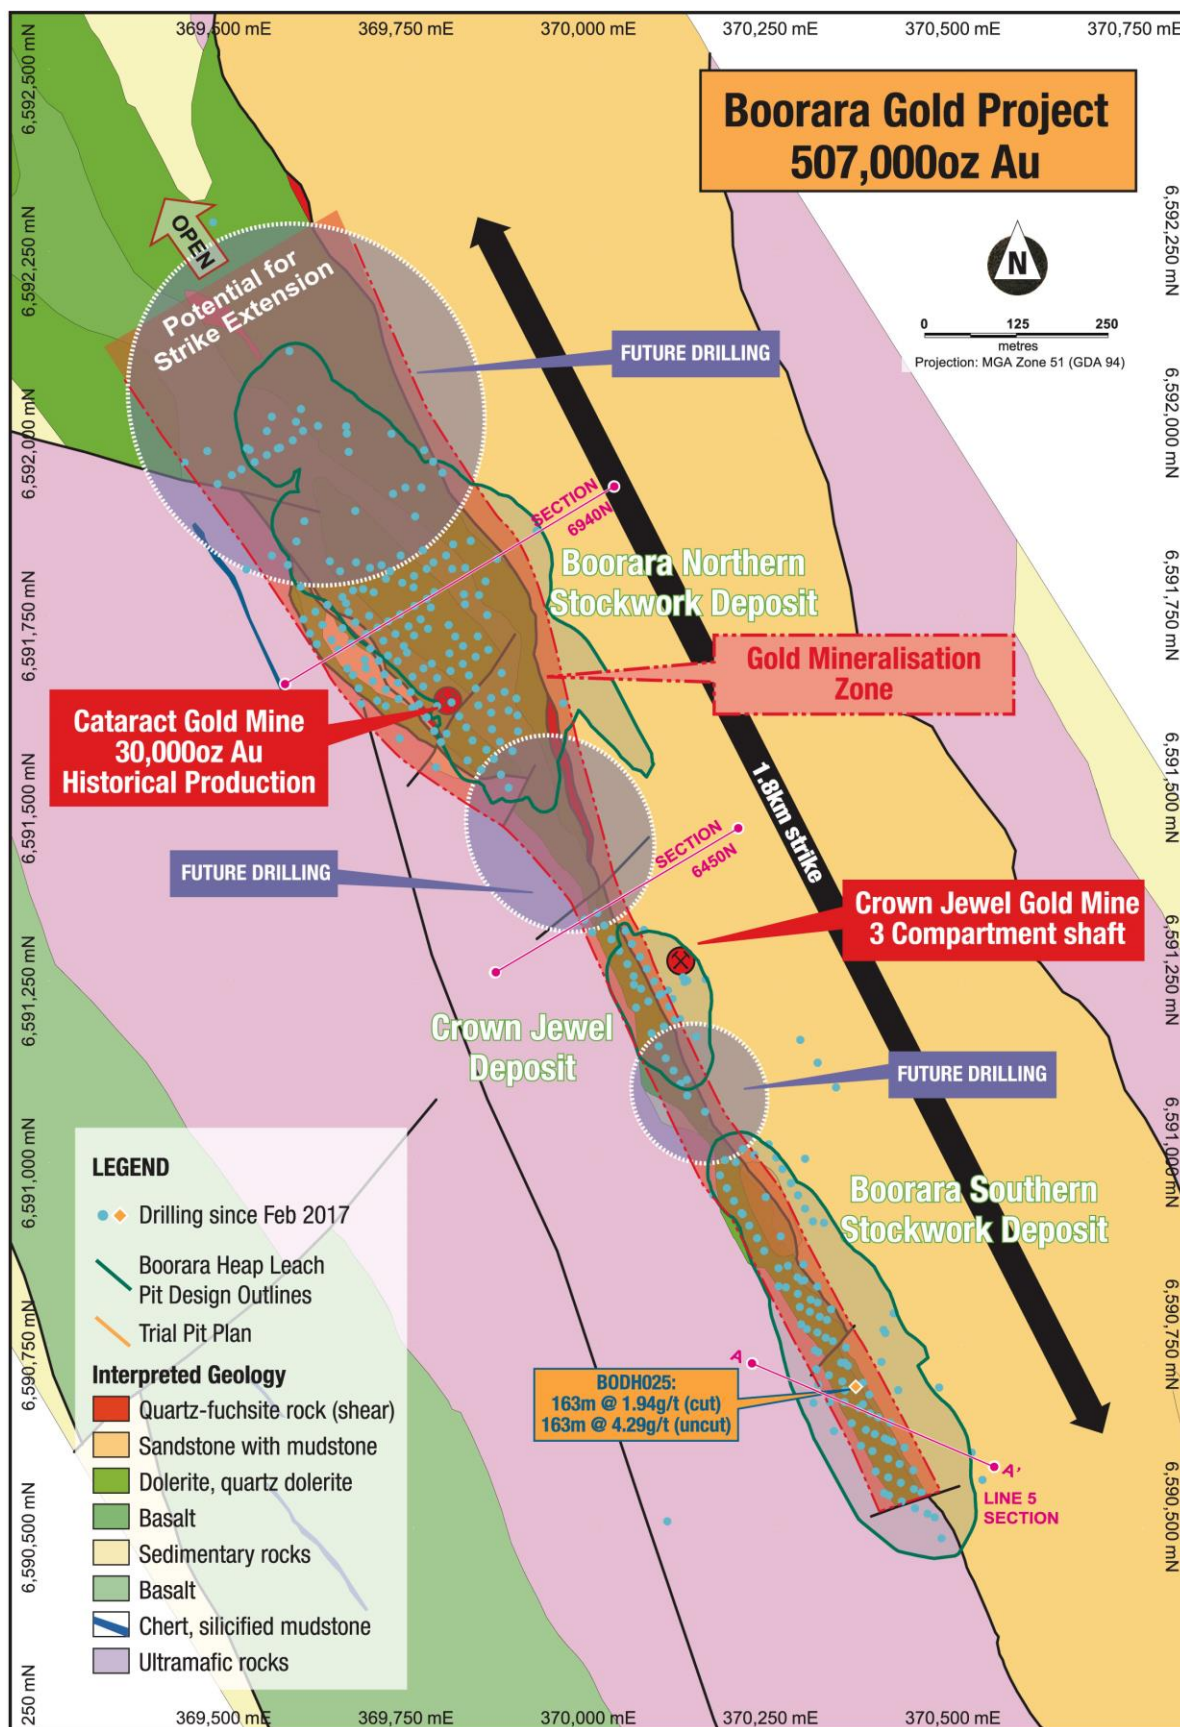 369,500 mE
369,750 mE
370,000 mE
370,250 mE
370,500 mE
370,750 mE
Boorara Gold Project
507,000oz Au
N
0
125
250
metres
Projection: MGA Zone 51 (GDA 94)
6,592,500 mN
6,592,250 mN
6,592,000 mN
6,591,750 mN
6,591,500 mN
6,591,250 mN
6,591,000 mN
6,590,750 mN
6,590,500 mN
250 mN
6,592,250 mN
6,592,000 mN
6,591,750 mN
6,591,500 mN
6,591,250 mN
6,591,000 mN
6,590,750 mN
6,590,500 mN
OPEN
Potential for
Strike Extension
FUTURE DRILLING
SECTION
6940N
Boorara Northern
Stockwork Deposit
Gold Mineralisation
Zone
Cataract Gold Mine
30,000oz Au
Historical Production
1.8km strike
SECTION
6450N
FUTURE DRILLING
Crown Jewel Gold Mine
3 Compartment shaft
Crown Jewel
Deposit
FUTURE DRILLING
Boorara Southern
Stockwork Deposit
A
BODH025:
163m @ 1.94g/t (cut)
163m @ 4.29g/t (uncut)
A'
LINE 5
SECTION
LEGEND
Drilling since Feb 2017
Boorara Heap Leach
Pit Design Outlines
Trial Pit Plan
Interpreted Geology
Quartz-fuchsite rock (shear)
Sandstone with mudstone
Dolerite, quartz dolerite
Basalt
Sedimentary rocks
Basalt
Chert, silicified mudstone
Ultramafic rocks
369,500 mE
369,750 mE
370,000 mE
370,250 mE
370,500 mE